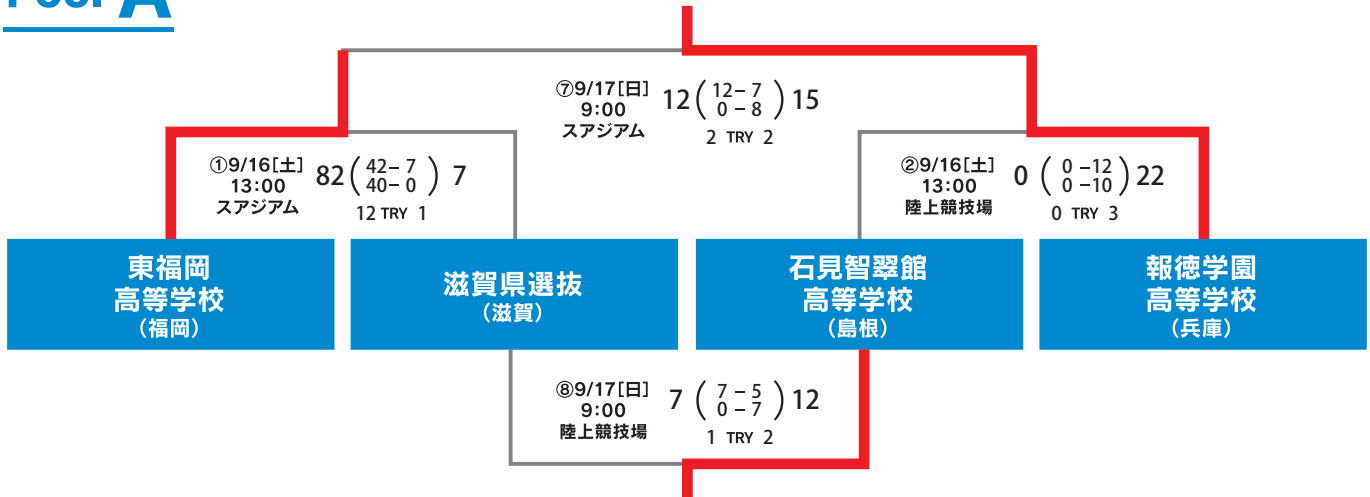 Pool A
⑦9/17[日]
9:00
スアジアム
12 ( 12– 7 ) 15
0 – 8
2 TRY 2
①9/16[土]
13:00
スアジアム
82 ( 42– 7 ) 7
40– 0
12 TRY 1
②9/16[土]
13:00
陸上競技場
0 ( 0 –12 ) 22
0 –10
0 TRY 3
東福岡
高等学校
(福岡)
滋賀県選抜
(滋賀)
石見智翠館
高等学校
(島根)
報徳学園
高等学校
(兵庫)
⑧9/17[日]
9:00
陸上競技場
7 ( 7 – 5 ) 12
0 – 7
1 TRY 2